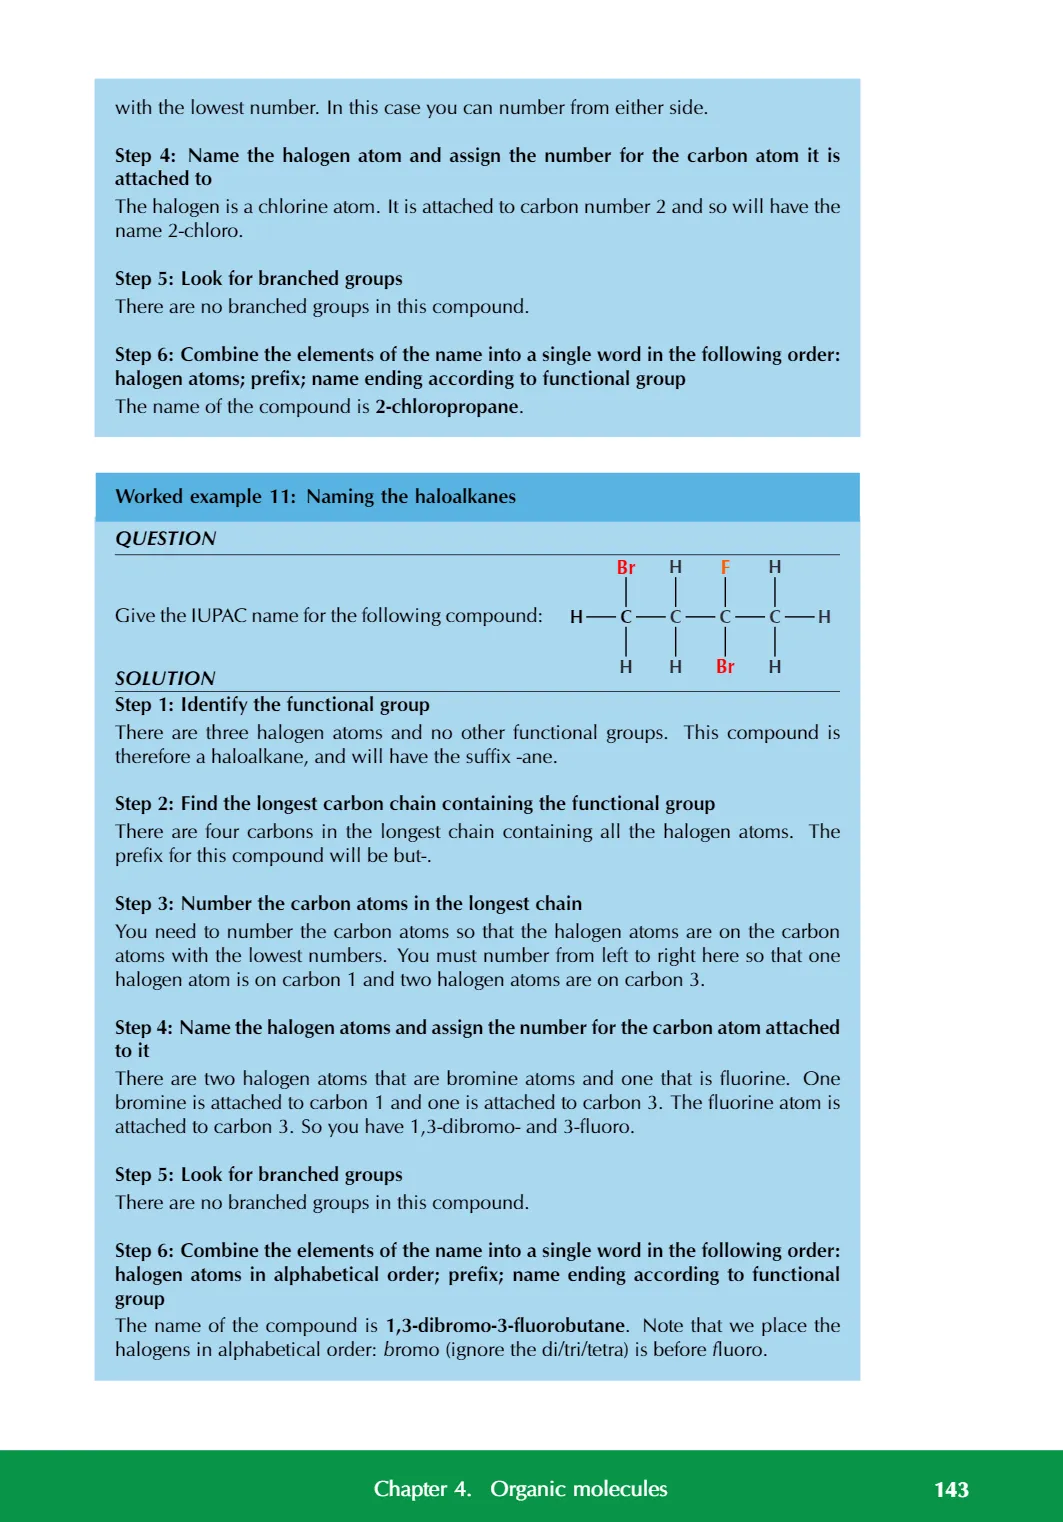 with the lowest number. In this case you can number from either side.
Step 4: Name the halogen atom and assign the number for the carbon atom it is
attached to
The halogen is a chlorine atom. It is attached to carbon number 2 and so will have the
name 2-chloro.
Step 5: Look for branched groups
There are no branched groups in this compound.
Step 6: Combine the elements of the name into a single word in the following order:
halogen atoms; prefix; name ending according to functional group
The name of the compound is 2-chloropropane.
Worked example 11: Naming the haloalkanes
QUESTION
Br H F H
Give the IUPAC name for the following compound: H C C C C H
H H Br H
SOLUTION
Step 1: Identify the functional group
There are three halogen atoms and no other functional groups. This compound is
therefore a haloalkane, and will have the suffix -ane.
Step 2: Find the longest carbon chain containing the functional group
There are four carbons in the longest chain containing all the halogen atoms. The
prefix for this compound will be but-.
Step 3: Number the carbon atoms in the longest chain
You need to number the carbon atoms so that the halogen atoms are on the carbon
atoms with the lowest numbers. You must number from left to right here so that one
halogen atom is on carbon 1 and two halogen atoms are on carbon 3.
Step 4: Name the halogen atoms and assign the number for the carbon atom attached
to it
There are two halogen atoms that are bromine atoms and one that is fluorine. One
bromine is attached to carbon 1 and one is attached to carbon 3. The fluorine atom is
attached to carbon 3. So you have 1,3-dibromo- and 3-fluoro.
Step 5: Look for branched groups
There are no branched groups in this compound.
Step 6: Combine the elements of the name into a single word in the following order:
halogen atoms in alphabetical order; prefix; name ending according to functional
group
The name of the compound is 1,3-dibromo-3-fluorobutane. Note that we place the
halogens in alphabetical order: bromo (ignore the di/tri/tetra) is before fluoro.
Chapter 4. Organic molecules 143